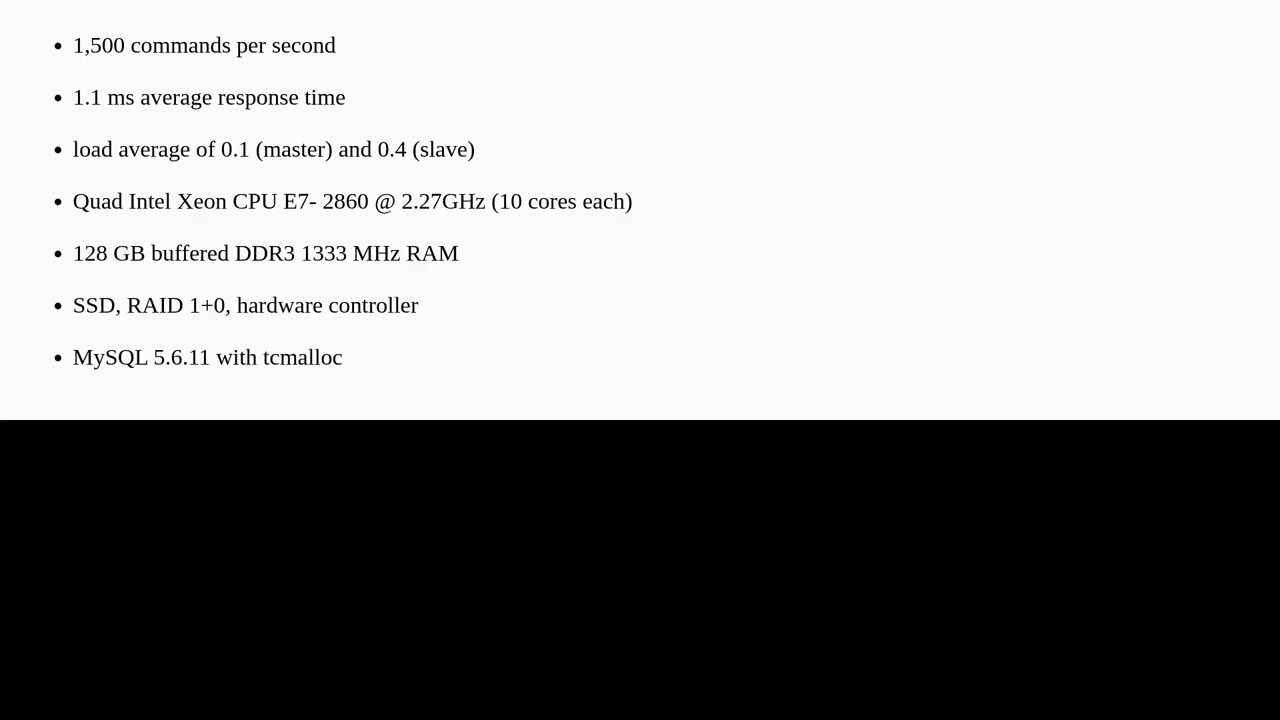 • 1,500 commands per second
• 1.1 ms average response time
• load average of 0.1 (master) and 0.4 (slave)
• Quad Intel Xeon CPU E7- 2860 @ 2.27GHz (10 cores each)
• 128 GB buffered DDR3 1333 MHz RAM
• SSD, RAID 1+0, hardware controller
• MySQL 5.6.11 with tcmalloc